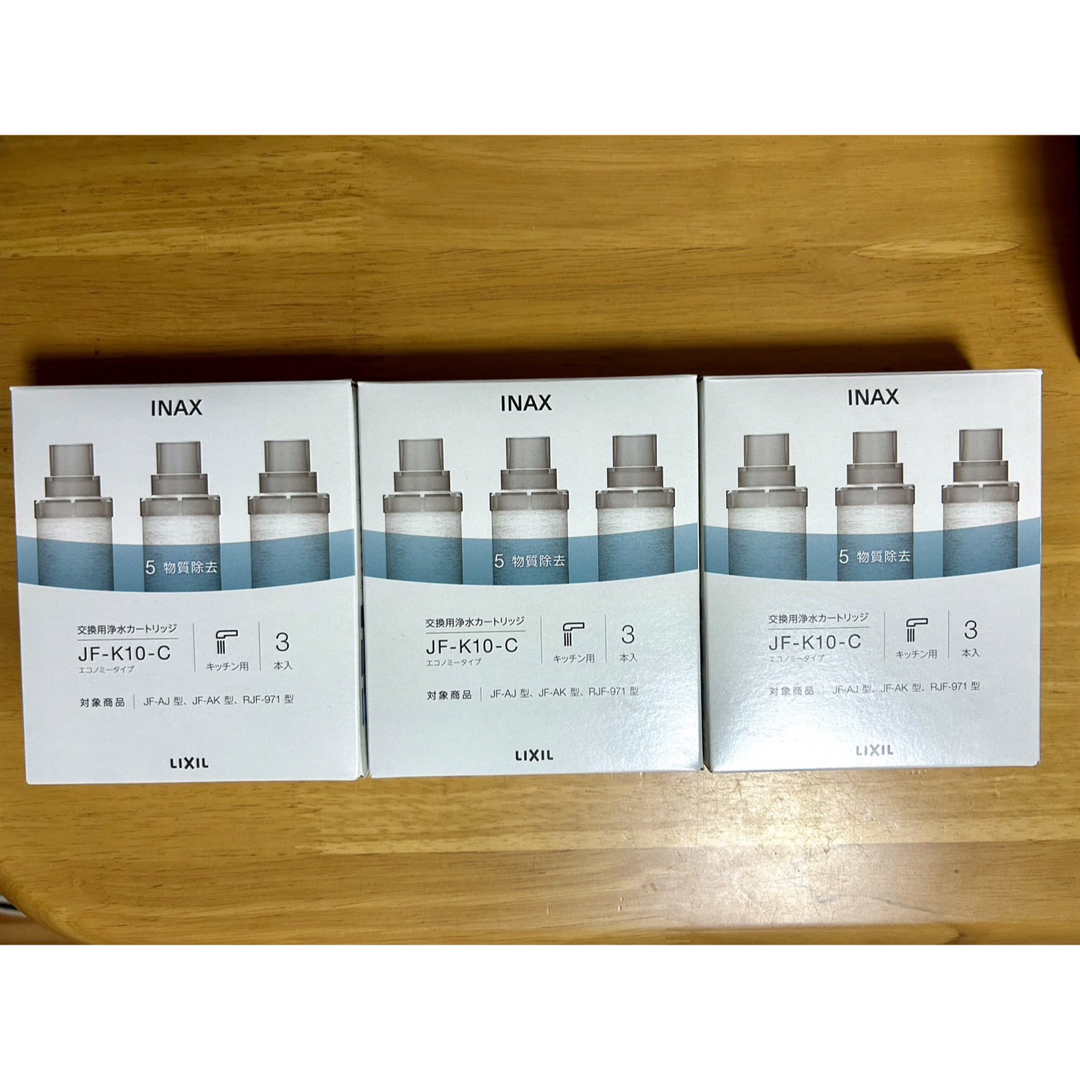 INAX
5 物質除去
交換用浄水カートリッジ
JF-K10-C
エコノミータイプ
キッチン用
3
本入
対象商品 JF-AJ 型、JF-AK 型、RJF-971 型
LIXIL
INAX
5 物質除去
交換用浄水カートリッジ
JF-K10-C
エコノミータイプ
キッチン用
3
本入
対象商品 JF-AJ 型、JF-AK 型、RJF-971 型
LIXIL
INAX
5 物質除去
交換用浄水カートリッジ
JF-K10-C
エコノミータイプ
キッチン用
3
本入
対象商品 JF-AJ 型、JF-AK 型、RJF-971 型
LIXIL